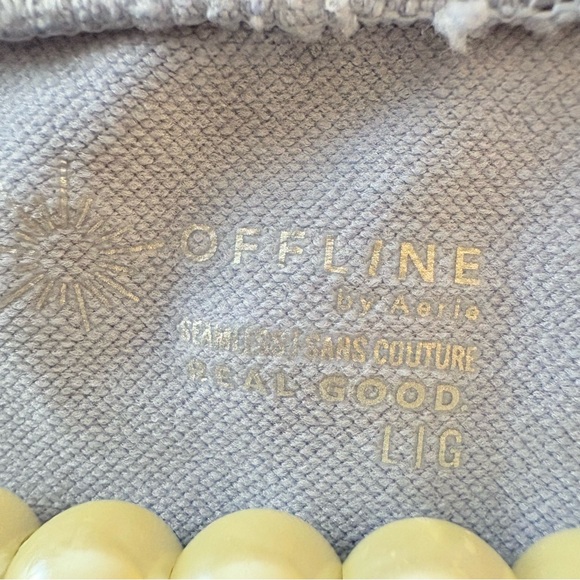 OFFLINE
by Aerie
SEAMLESS / SANS COUTURE
REAL GOOD
L|G